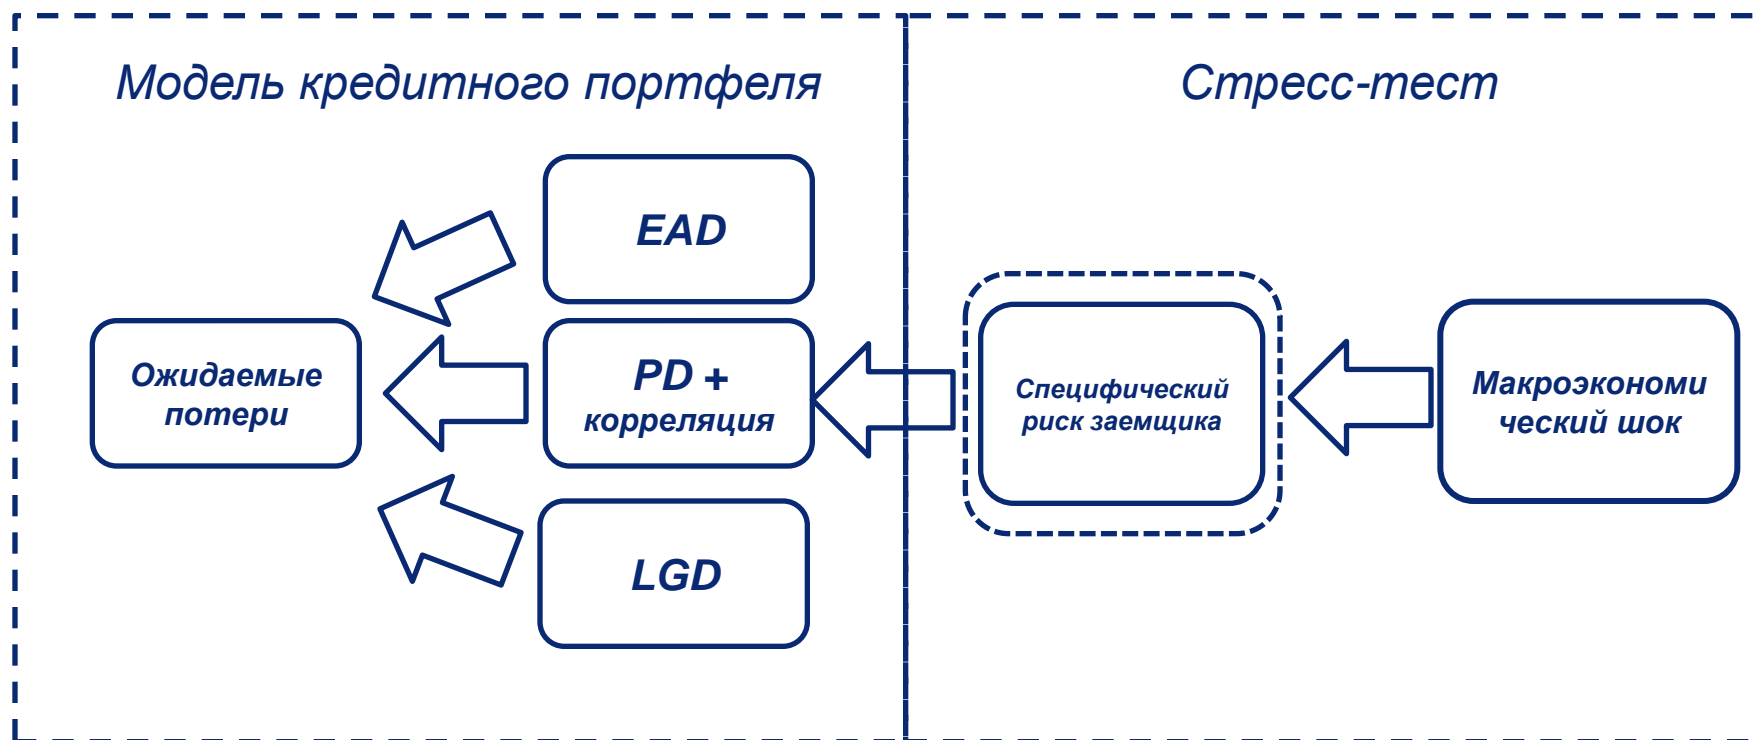 Модель кредитного портфеля
Стресс-тест
EAD
Ожидаемые
потери
PD +
корреляция
LGD
Специфический
риск заемщика
Макроэкономи
ческий шок